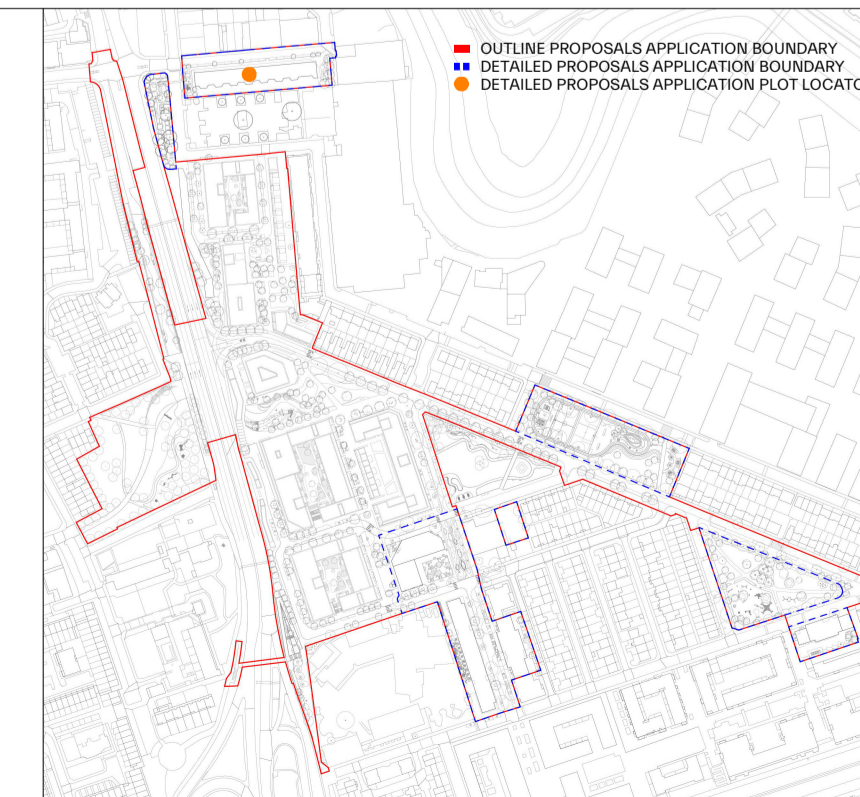 OUTLINE PROPOSALS APPLICATION BOUNDARY
DETAILED PROPOSALS APPLICATION BOUNDARY
DETAILED PROPOSALS APPLICATION PLOT LOCATO